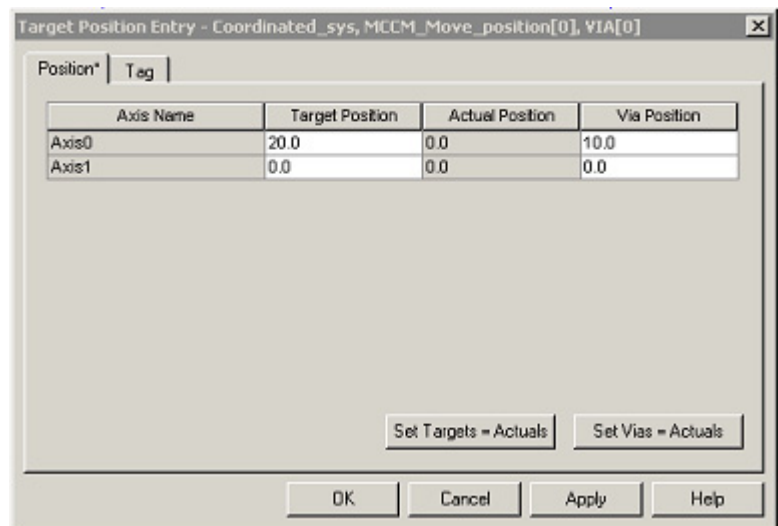 Target Position Entry - Coordinated_sys, MCCM_Move_position[0], VIA[0]
Position* Tag
Axis Name Target Position Actual Position Via Position
Axis0 20.0 0.0 10.0
Axis1 0.0 0.0 0.0
Set Targets = Actuals Set Vias = Actuals
OK Cancel Apply Help